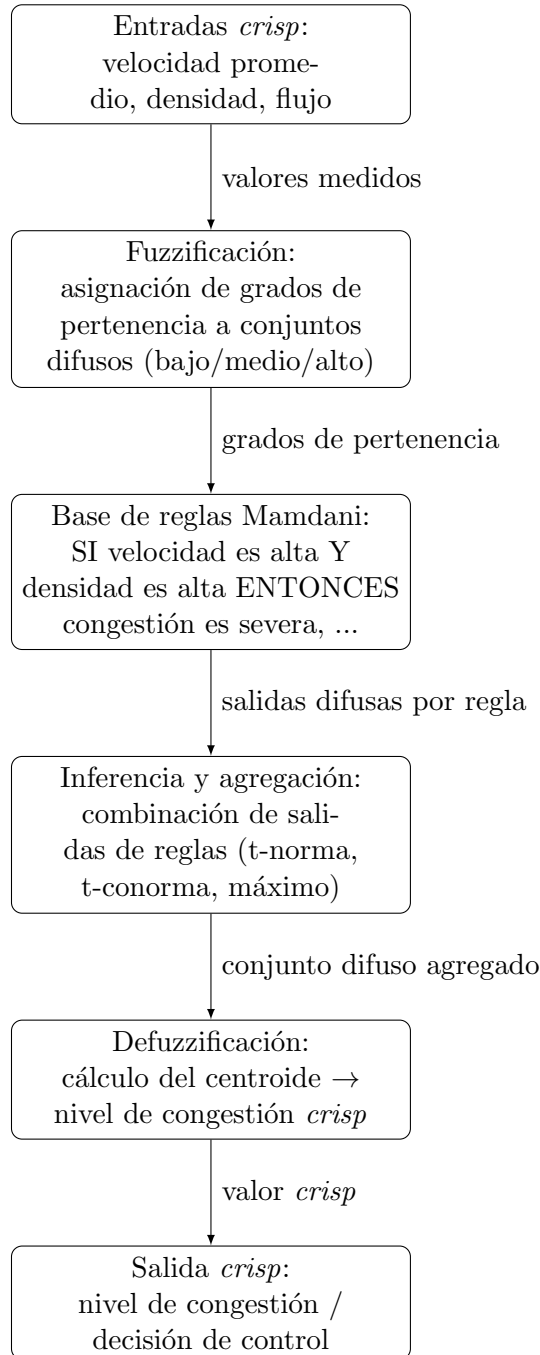 Entradas crisp:
velocidad prome-
dio, densidad, flujo
valores medidos
Fuzzificación:
asignación de grados de
pertenencia a conjuntos
difusos (bajo/medio/alto)
grados de pertenencia
Base de reglas Mamdani:
SI velocidad es alta Y
densidad es alta ENTONCES
congestión es severa, ...
salidas difusas por regla
Inferencia y agregación:
combinación de sali-
das de reglas (t-norma,
t-conorma, máximo)
conjunto difuso agregado
Defuzzificación:
cálculo del centroide →
nivel de congestión crisp
valor crisp
Salida crisp:
nivel de congestión /
decisión de control